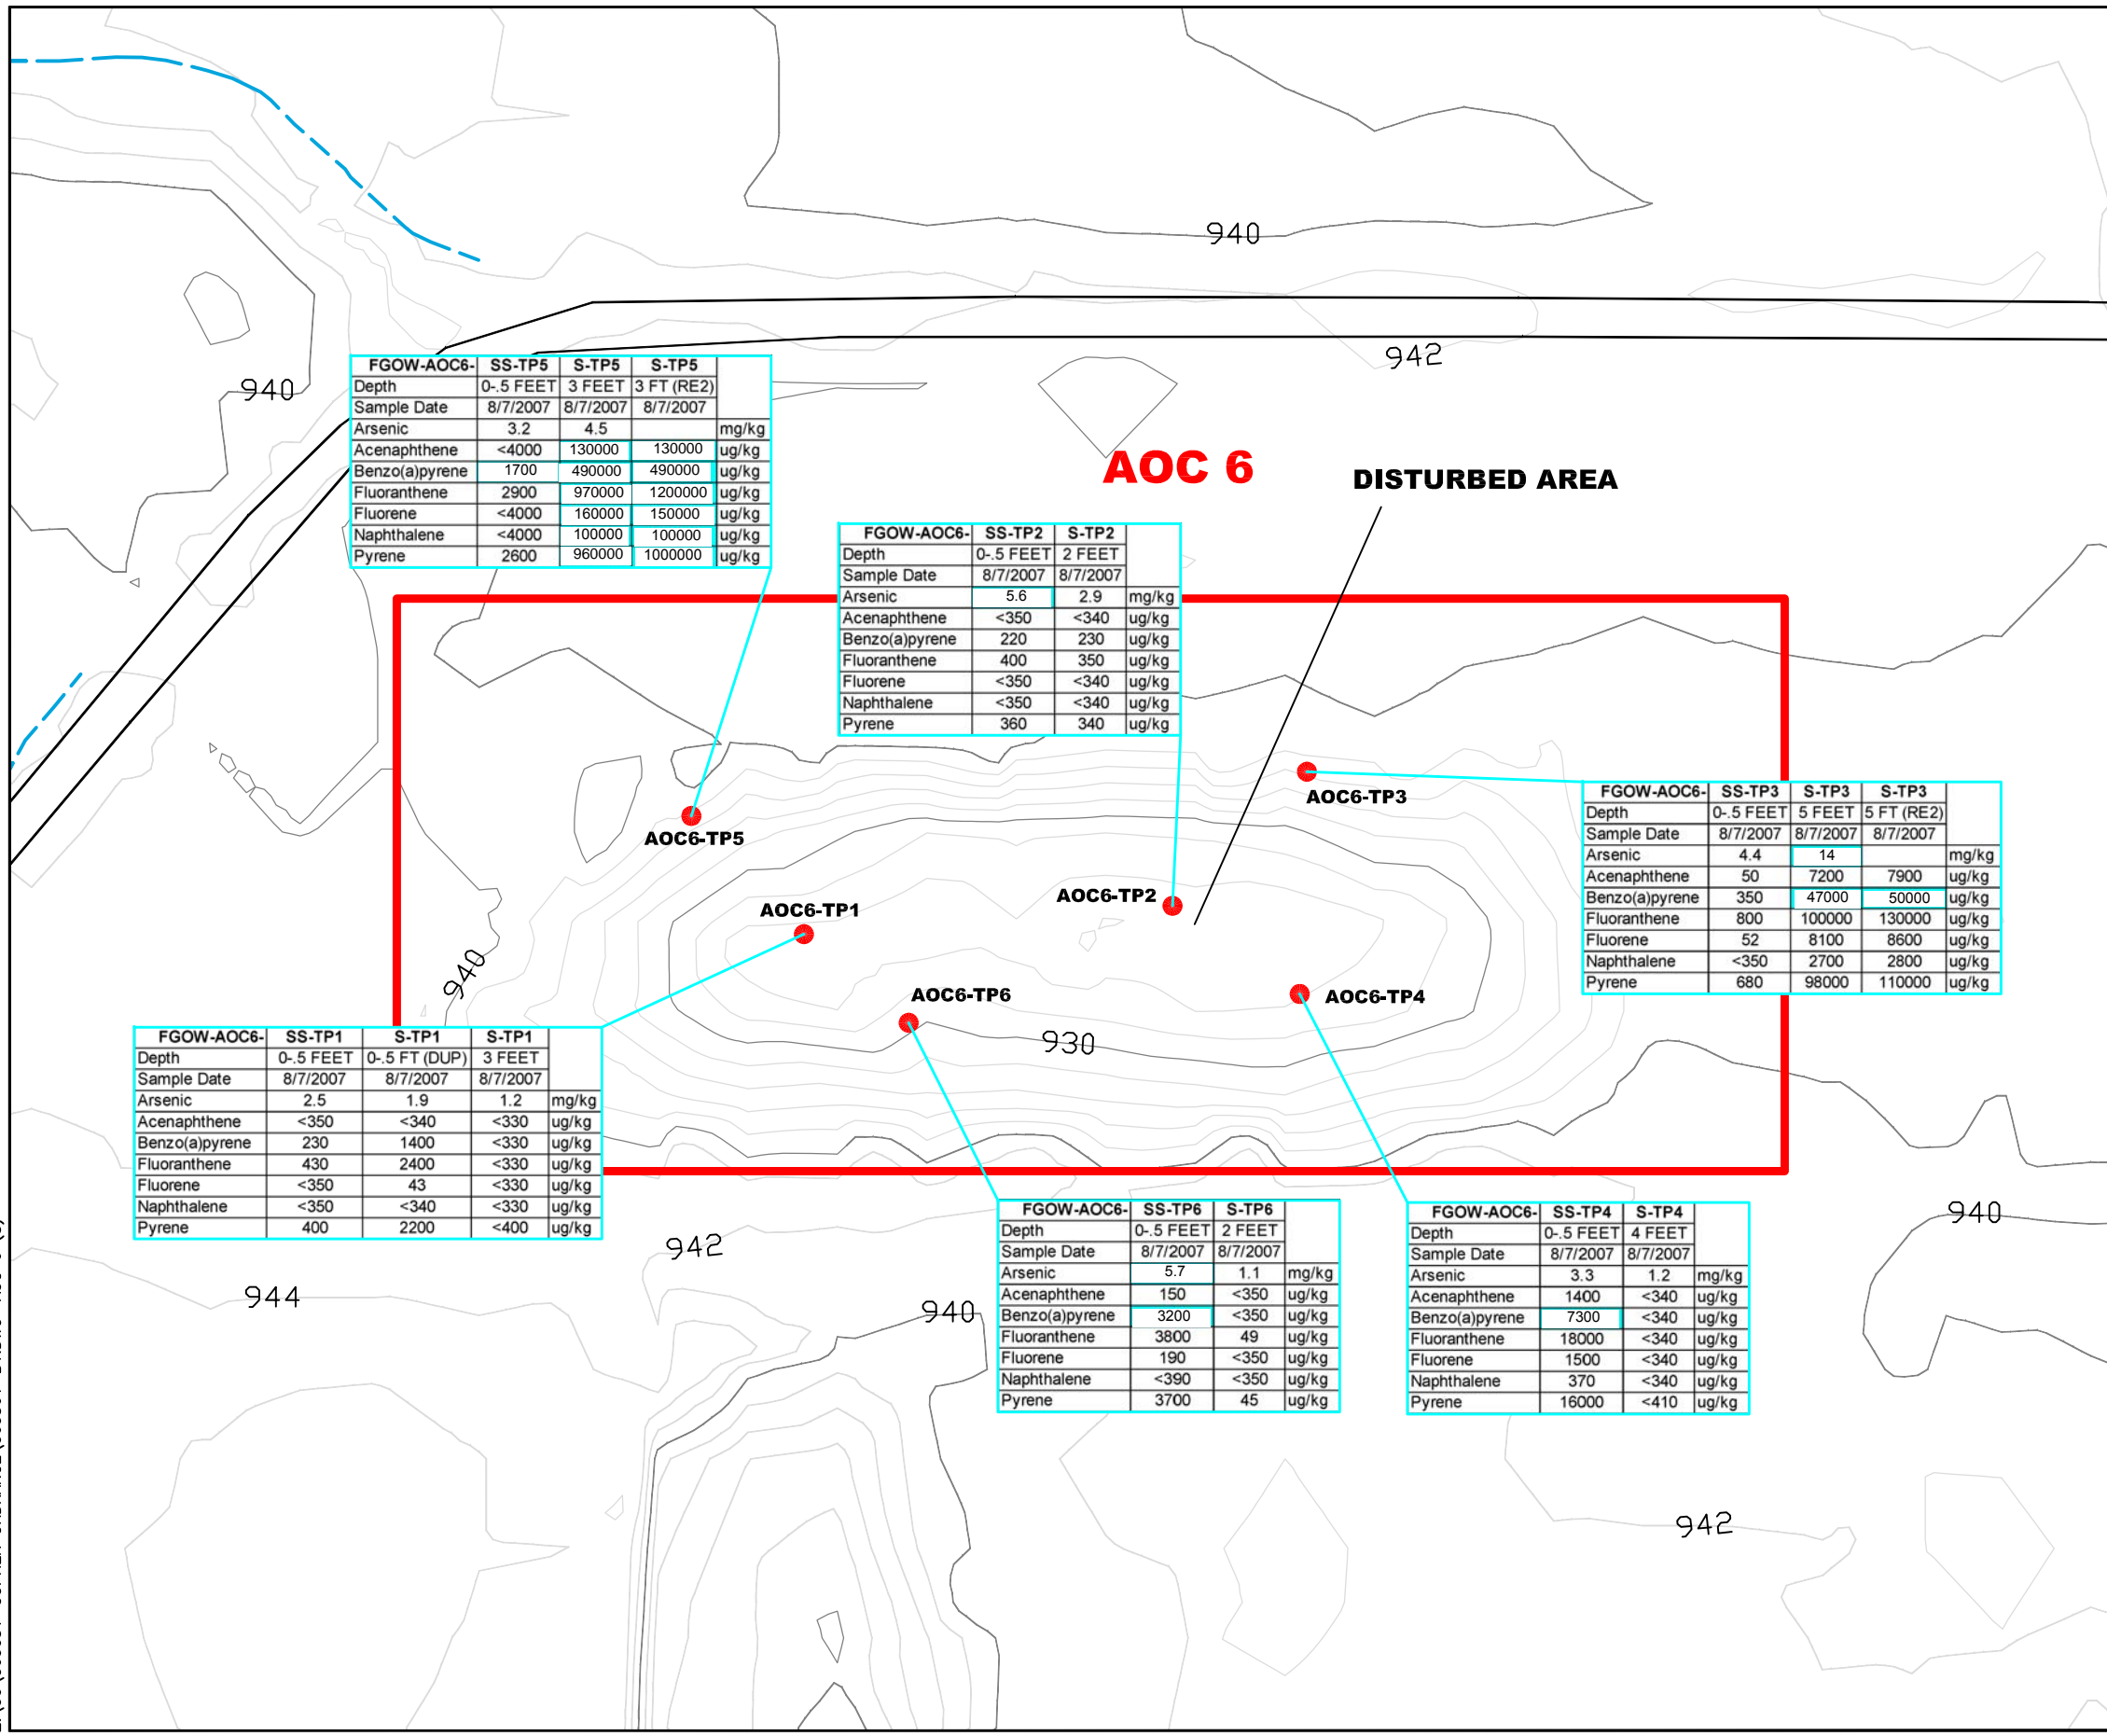 940
942
940
FGOW-AOC6- SS-TP5 S-TP5 S-TP5
Depth 0-.5 FEET 3 FEET 3 FT (RE2)
Sample Date 8/7/2007 8/7/2007 8/7/2007
Arsenic 3.2 4.5 mg/kg
Acenaphthene <4000 130000 130000 ug/kg
Benzo(a)pyrene 1700 490000 490000 ug/kg
Fluoranthene 2900 970000 1200000 ug/kg
Fluorene <4000 160000 150000 ug/kg
Naphthalene <4000 100000 100000 ug/kg
Pyrene 2600 960000 1000000 ug/kg
AOC 6
DISTURBED AREA
FGOW-AOC6- SS-TP2 S-TP2
Depth 0-.5 FEET 2 FEET
Sample Date 8/7/2007 8/7/2007
Arsenic 5.6 2.9 mg/kg
Acenaphthene <350 <340 ug/kg
Benzo(a)pyrene 220 230 ug/kg
Fluoranthene 400 350 ug/kg
Fluorene <350 <340 ug/kg
Naphthalene <350 <340 ug/kg
Pyrene 360 340 ug/kg
AOC6-TP3
AOC6-TP5
FGOW-AOC6- SS-TP3 S-TP3 S-TP3
Depth 0-.5 FEET 5 FEET 5 FT (RE2)
Sample Date 8/7/2007 8/7/2007 8/7/2007
Arsenic 4.4 14 mg/kg
Acenaphthene 50 7200 7900 ug/kg
Benzo(a)pyrene 350 47000 50000 ug/kg
Fluoranthene 800 100000 130000 ug/kg
Fluorene 52 8100 8600 ug/kg
Naphthalene <350 2700 2800 ug/kg
Pyrene 680 98000 110000 ug/kg
AOC6-TP2
AOC6-TP1
940
AOC6-TP6
AOC6-TP4
930
FGOW-AOC6- SS-TP1 S-TP1 S-TP1
Depth 0-.5 FEET 0-.5 FT (DUP) 3 FEET
Sample Date 8/7/2007 8/7/2007 8/7/2007
Arsenic 2.5 1.9 1.2 mg/kg
Acenaphthene <350 <340 <330 ug/kg
Benzo(a)pyrene 230 1400 <330 ug/kg
Fluoranthene 430 2400 <330 ug/kg
Fluorene <350 43 <330 ug/kg
Naphthalene <350 <340 <330 ug/kg
Pyrene 400 2200 <400 ug/kg
FGOW-AOC6- SS-TP6 S-TP6
Depth 0-.5 FEET 2 FEET
Sample Date 8/7/2007 8/7/2007
Arsenic 5.7 1.1 mg/kg
Acenaphthene 150 <350 ug/kg
Benzo(a)pyrene 3200 <350 ug/kg
Fluoranthene 3800 49 ug/kg
Fluorene 190 <350 ug/kg
Naphthalene <390 <350 ug/kg
Pyrene 3700 45 ug/kg
FGOW-AOC6- SS-TP4 S-TP4
Depth 0-.5 FEET 4 FEET
Sample Date 8/7/2007 8/7/2007
Arsenic 3.3 1.2 mg/kg
Acenaphthene 1400 <340 ug/kg
Benzo(a)pyrene 7300 <340 ug/kg
Fluoranthene 18000 <340 ug/kg
Fluorene 1500 <340 ug/kg
Naphthalene 370 <340 ug/kg
Pyrene 16000 <410 ug/kg
940
942
944
940
942